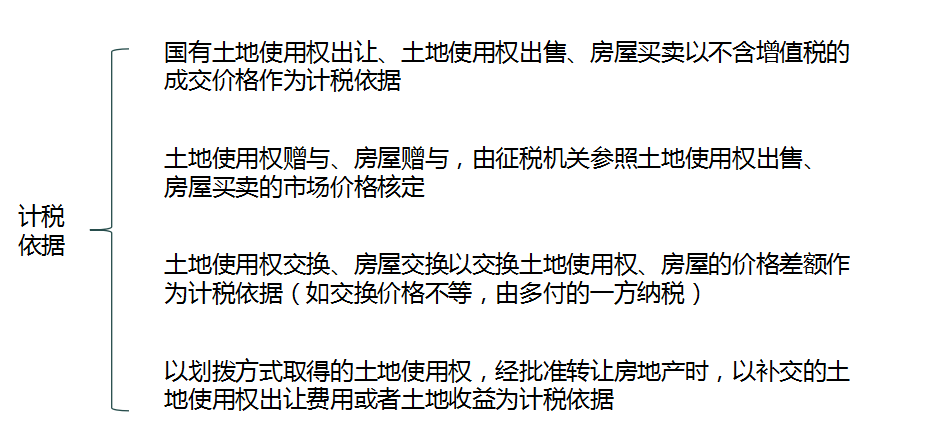 计税
依据
国有土地使用权出让、土地使用权出售、房屋买卖以不含增值税的
成交价格作为计税依据
土地使用权赠与、房屋赠与，由征税机关参照土地使用权出售、
房屋买卖的市场价格核定
土地使用权交换、房屋交换以交换土地使用权、房屋的价格差额作
为计税依据（如交换价格不等，由多付的一方纳税）
以划拨方式取得的土地使用权，经批准转让房地产时，以补交的土
地使用权出让费用或者土地收益为计税依据